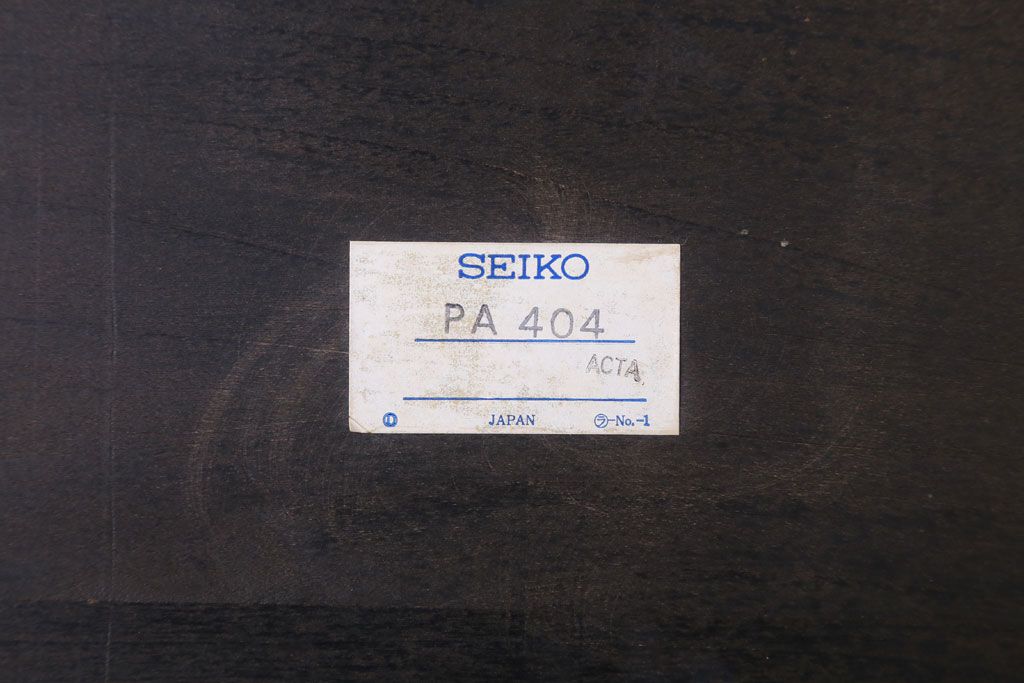 SEIKO
PA 404
ACTA
JAPAN ㋶-No.-1